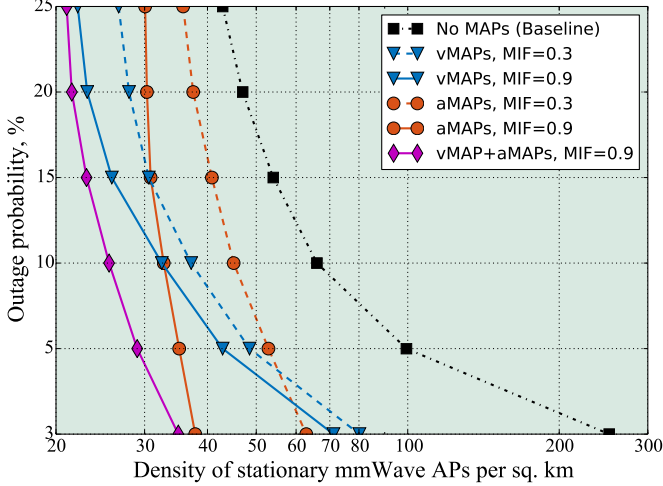 25
20
15
10
5
3
Outage probability, %
No MAPs (Baseline)
vMAPs, MIF=0.3
vMAPs, MIF=0.9
aMAPs, MIF=0.3
aMAPs, MIF=0.9
vMAP+aMAPs, MIF=0.9
20 30 40 50 60 70 80 100 200 300
Density of stationary mmWave APs per sq. km